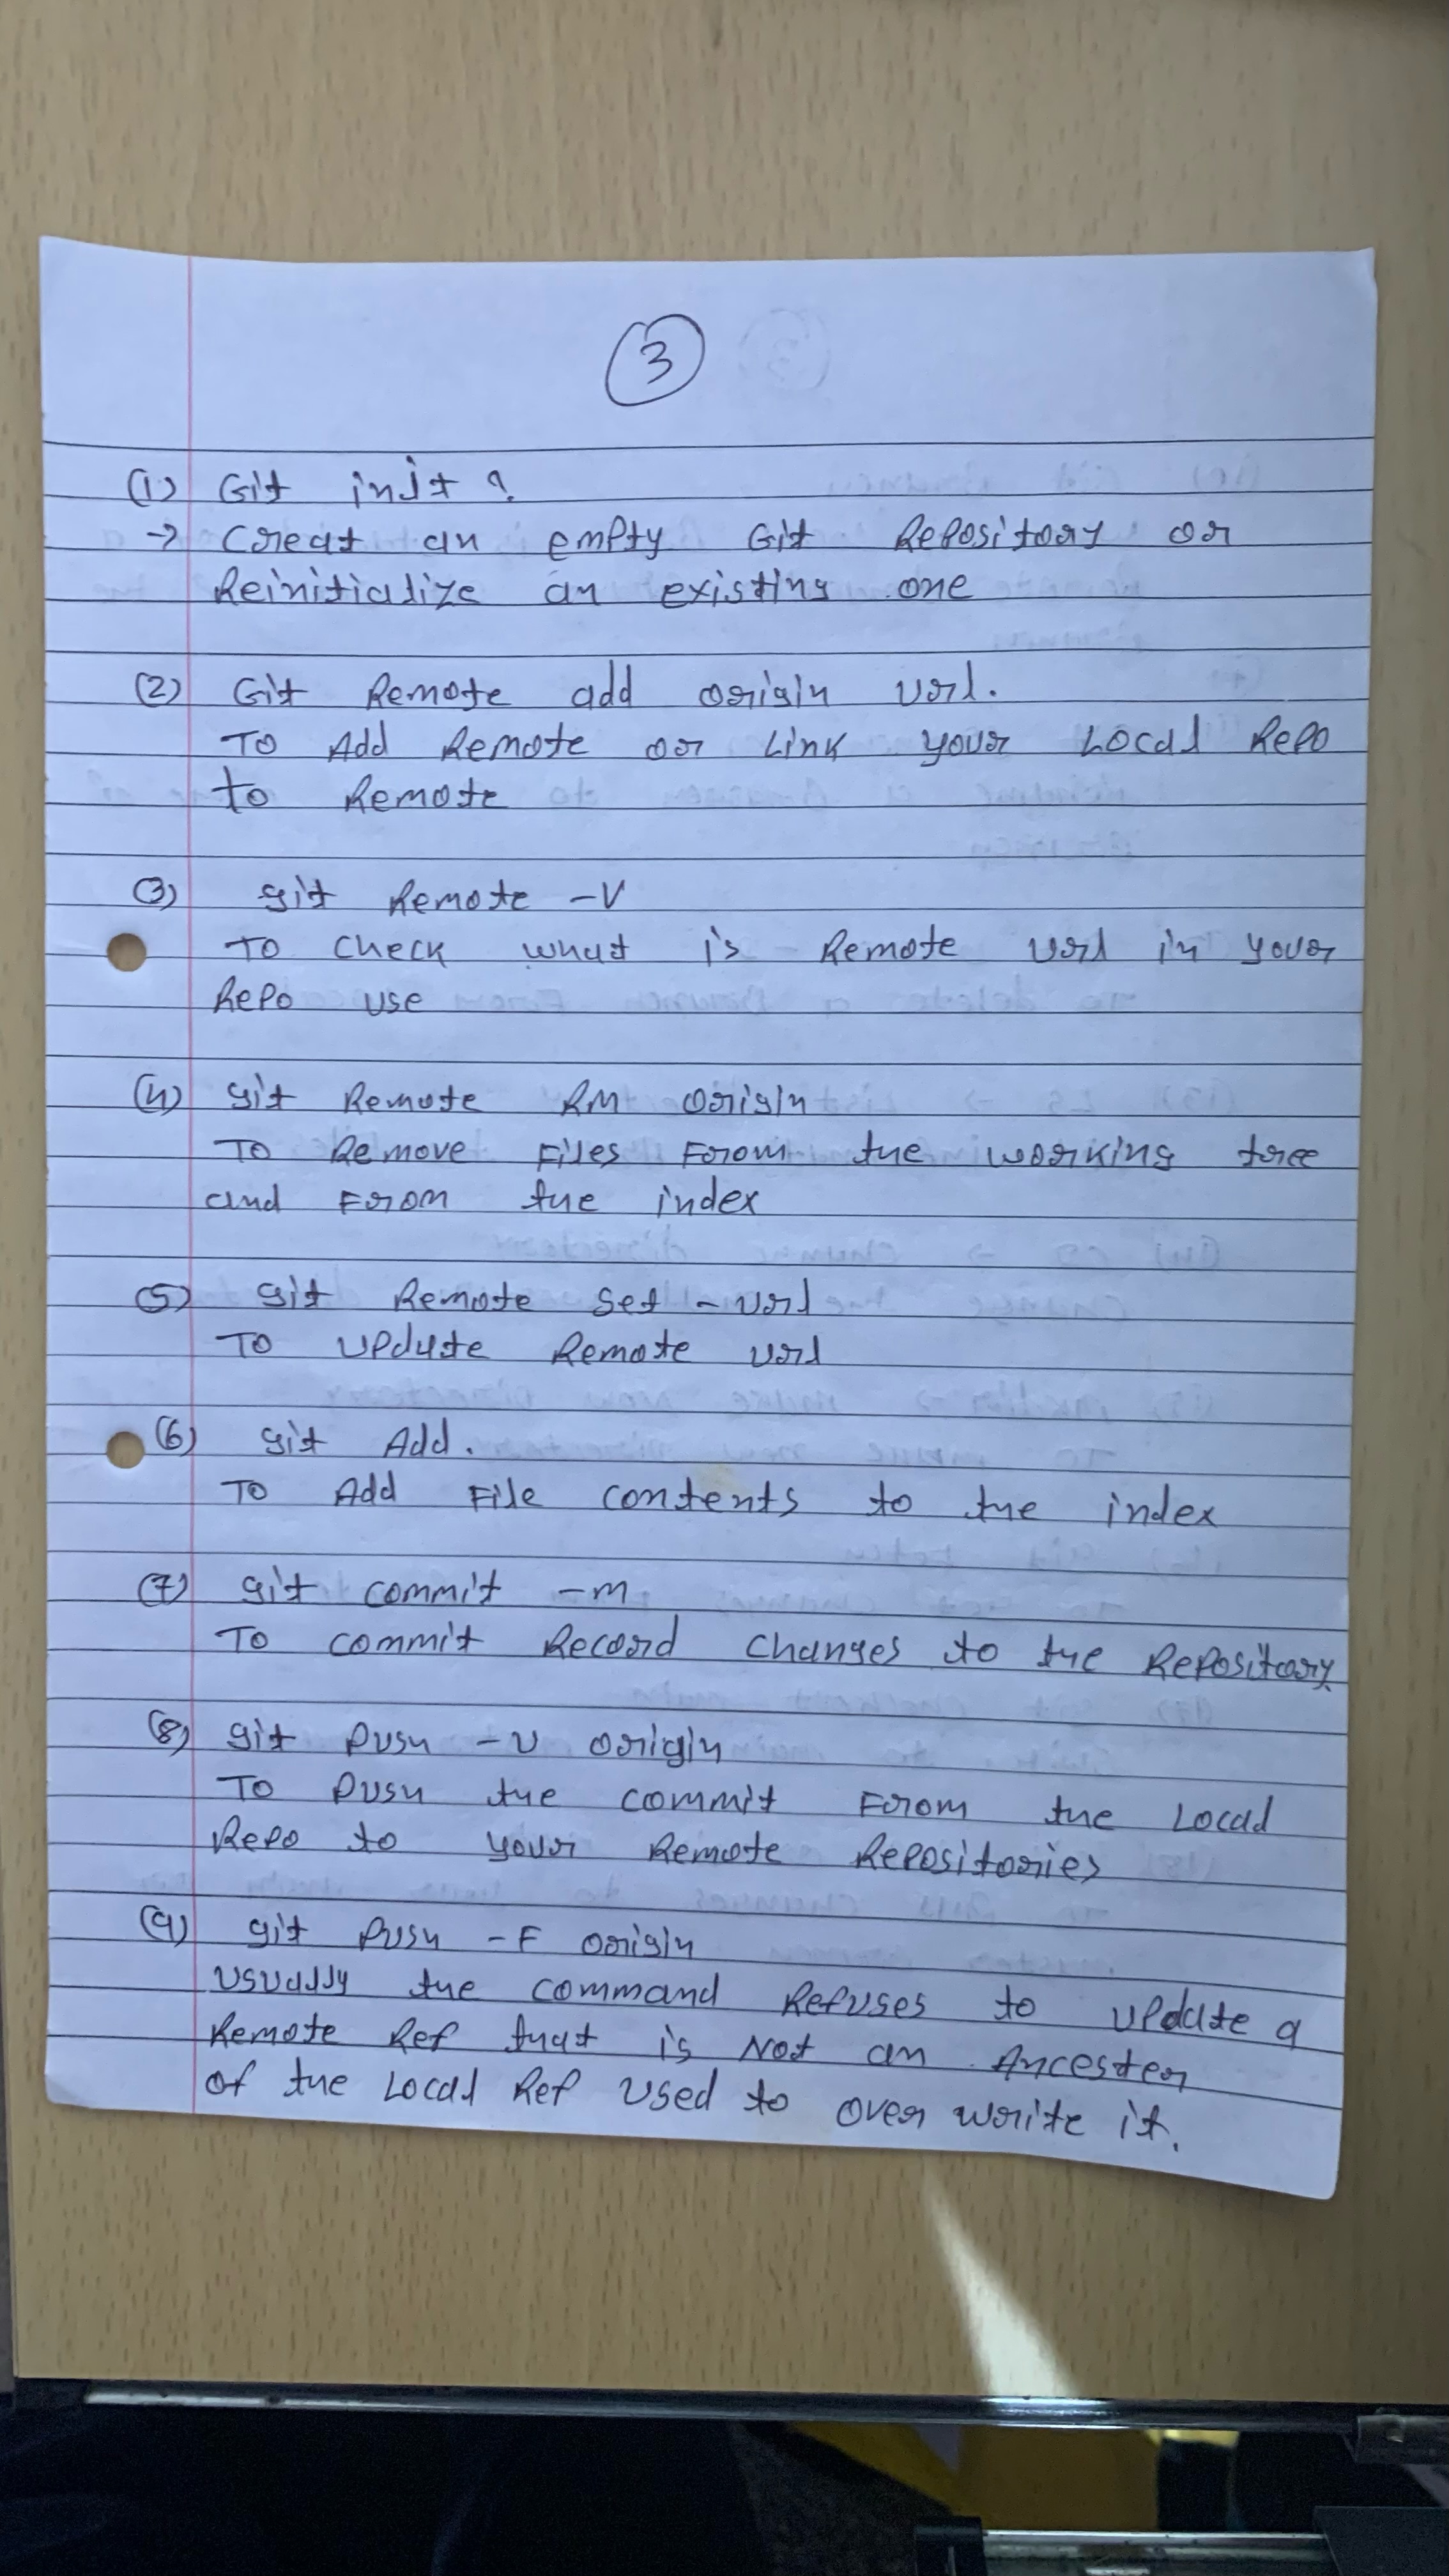 3
(1) Git init ?
→ Creat an empty Git Repository or
Reinitialize an existing one
(2) Git Remote add origin url.
TO Add Remote or Link your Local Repo
to Remote
(3) git Remote -V
TO check what is Remote url in your
Repo use
(4) git Remote RM origin
TO Remove Files From the working tree
and From the index
(5) git Remote set - url
TO update Remote url
(6) git Add.
TO Add File contents to the index
(7) git commit -m
TO commit Record changes to the Repository
(8) git Push -u origin
TO Push the commit From the Local
Repo to your Remote Repositories
(9) git Push -F origin
usually the command Refuses to update a
Remote Ref that is Not an Ancester
of the Local Ref used to over write it.